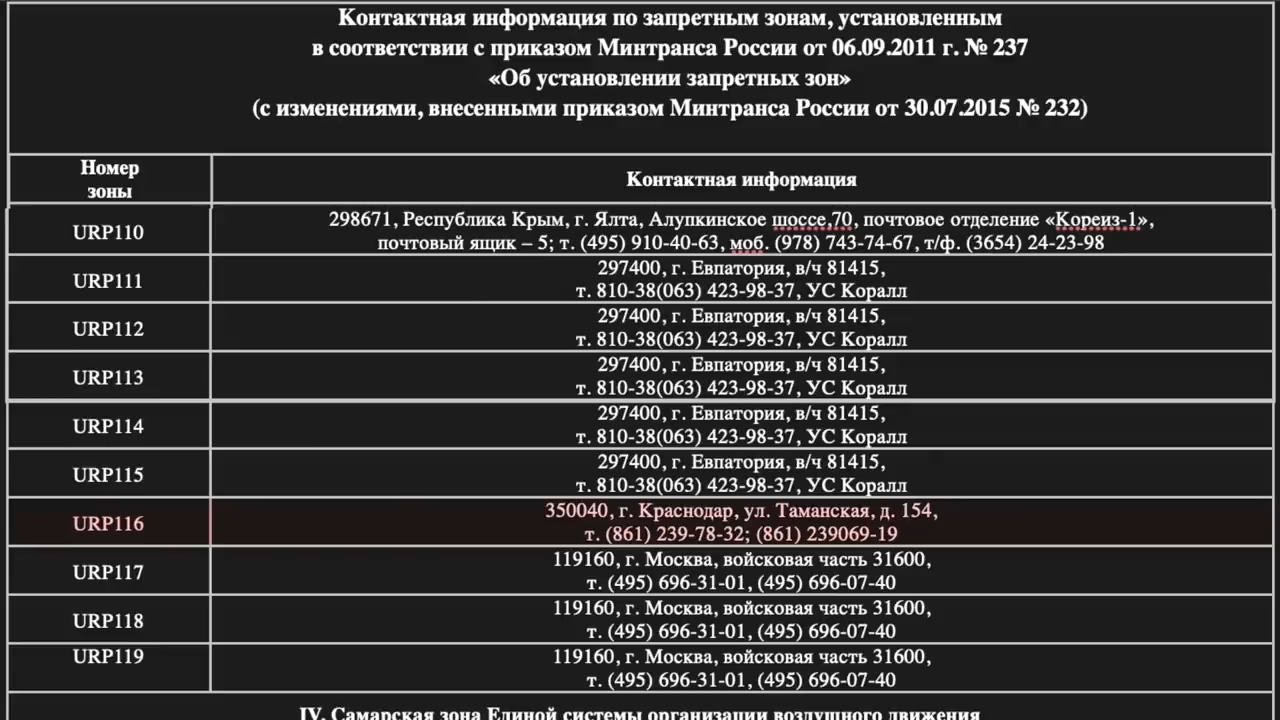 Контактная информация по запретным зонам, установленным
в соответствии с приказом Минтранса России от 06.09.2011 г. № 237
«Об установлении запретных зон»
(с изменениями, внесенными приказом Минтранса России от 30.07.2015 № 232)
Номер
зоны
Контактная информация
URP110
298671, Республика Крым, г. Ялта, Алупкинское шоссе,70, почтовое отделение «Кореиз-1»,
почтовый ящик – 5; т. (495) 910-40-63, моб. (978) 743-74-67, т/ф. (3654) 24-23-98
URP111
297400, г. Евпатория, в/ч 81415,
т. 810-38(063) 423-98-37, УС Коралл
URP112
297400, г. Евпатория, в/ч 81415,
т. 810-38(063) 423-98-37, УС Коралл
URP113
297400, г. Евпатория, в/ч 81415,
т. 810-38(063) 423-98-37, УС Коралл
URP114
297400, г. Евпатория, в/ч 81415,
т. 810-38(063) 423-98-37, УС Коралл
URP115
297400, г. Евпатория, в/ч 81415,
т. 810-38(063) 423-98-37, УС Коралл
URP116
350040, г. Краснодар, ул. Таманская, д. 154,
т. (861) 239-78-32; (861) 239069-19
URP117
119160, г. Москва, войсковая часть 31600,
т. (495) 696-31-01, (495) 696-07-40
URP118
119160, г. Москва, войсковая часть 31600,
т. (495) 696-31-01, (495) 696-07-40
URP119
119160, г. Москва, войсковая часть 31600,
т. (495) 696-31-01, (495) 696-07-40
IV. Самарская зона Единой системы организации воздушного движения